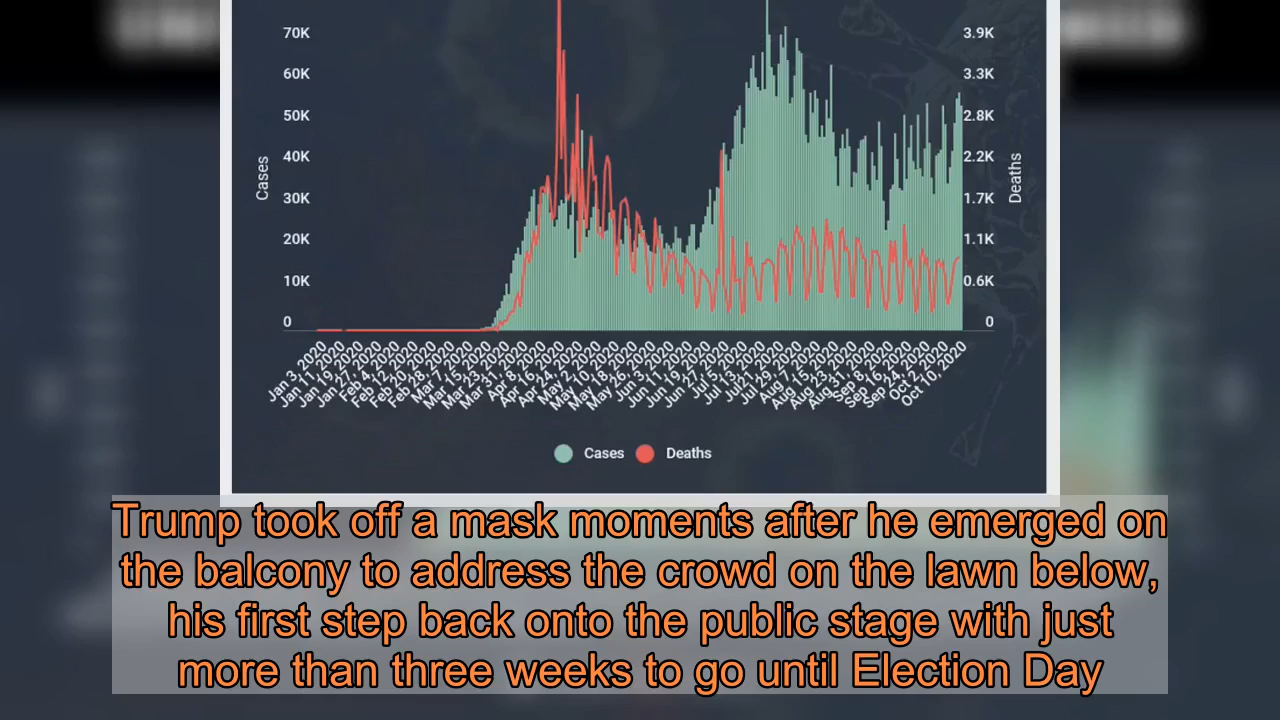 70K
60K
50K
40K
30K
20K
10K
0
Cases
3.9K
3.3K
2.8K
2.2K
1.7K
1.1K
0.6K
0
Deaths
Jan 3, 2020
Jan 11, 2020
Jan 19, 2020
Jan 27, 2020
Feb 4, 2020
Feb 12, 2020
Feb 20, 2020
Feb 28, 2020
Mar 7, 2020
Mar 15, 2020
Mar 23, 2020
Mar 31, 2020
Apr 8, 2020
Apr 16, 2020
Apr 24, 2020
May 2, 2020
May 10, 2020
May 18, 2020
May 26, 2020
Jun 3, 2020
Jun 11, 2020
Jun 19, 2020
Jun 27, 2020
Jul 5, 2020
Jul 13, 2020
Jul 21, 2020
Jul 29, 2020
Aug 7, 2020
Aug 15, 2020
Aug 23, 2020
Aug 31, 2020
Sep 8, 2020
Sep 16, 2020
Sep 24, 2020
Oct 2, 2020
Oct 10, 2020
Cases Deaths
Trump took off a mask moments after he emerged on
the balcony to address the crowd on the lawn below,
his first step back onto the public stage with just
more than three weeks to go until Election Day